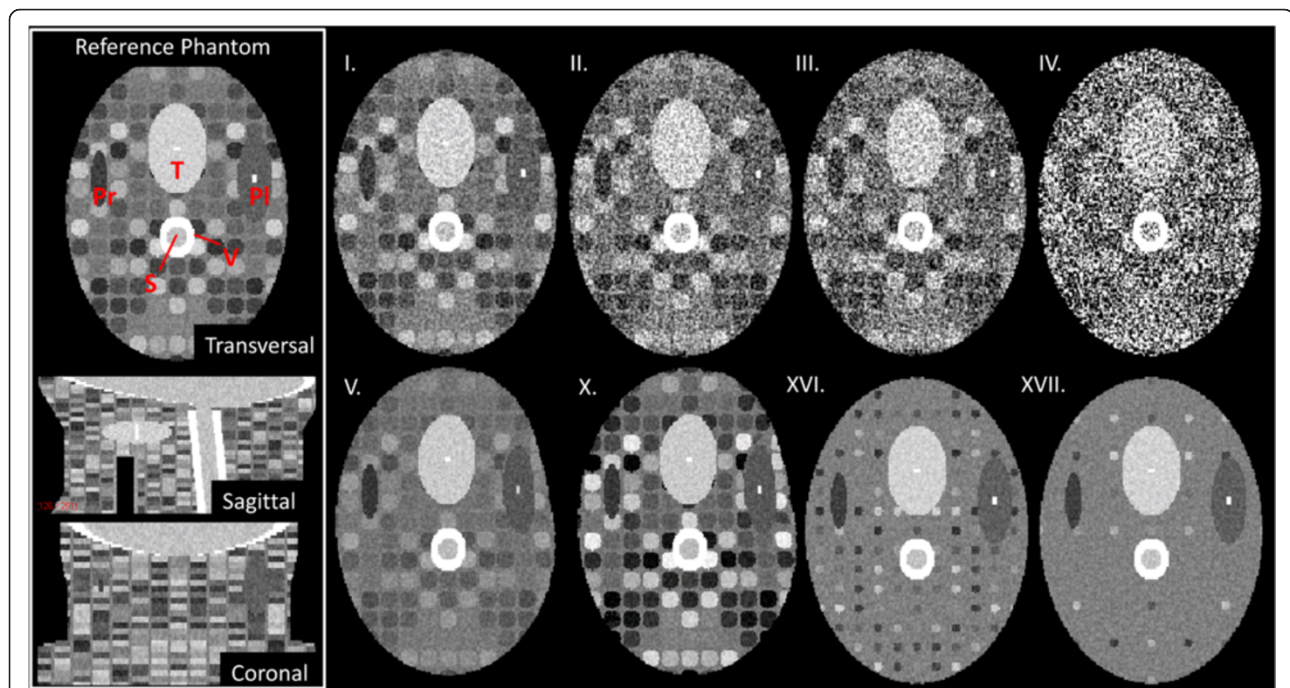 Reference Phantom
I.
II.
III.
IV.
T
Pr
Pl
V
S
Transversal
V.
X.
XVI.
XVII.
Sagittal
Coronal